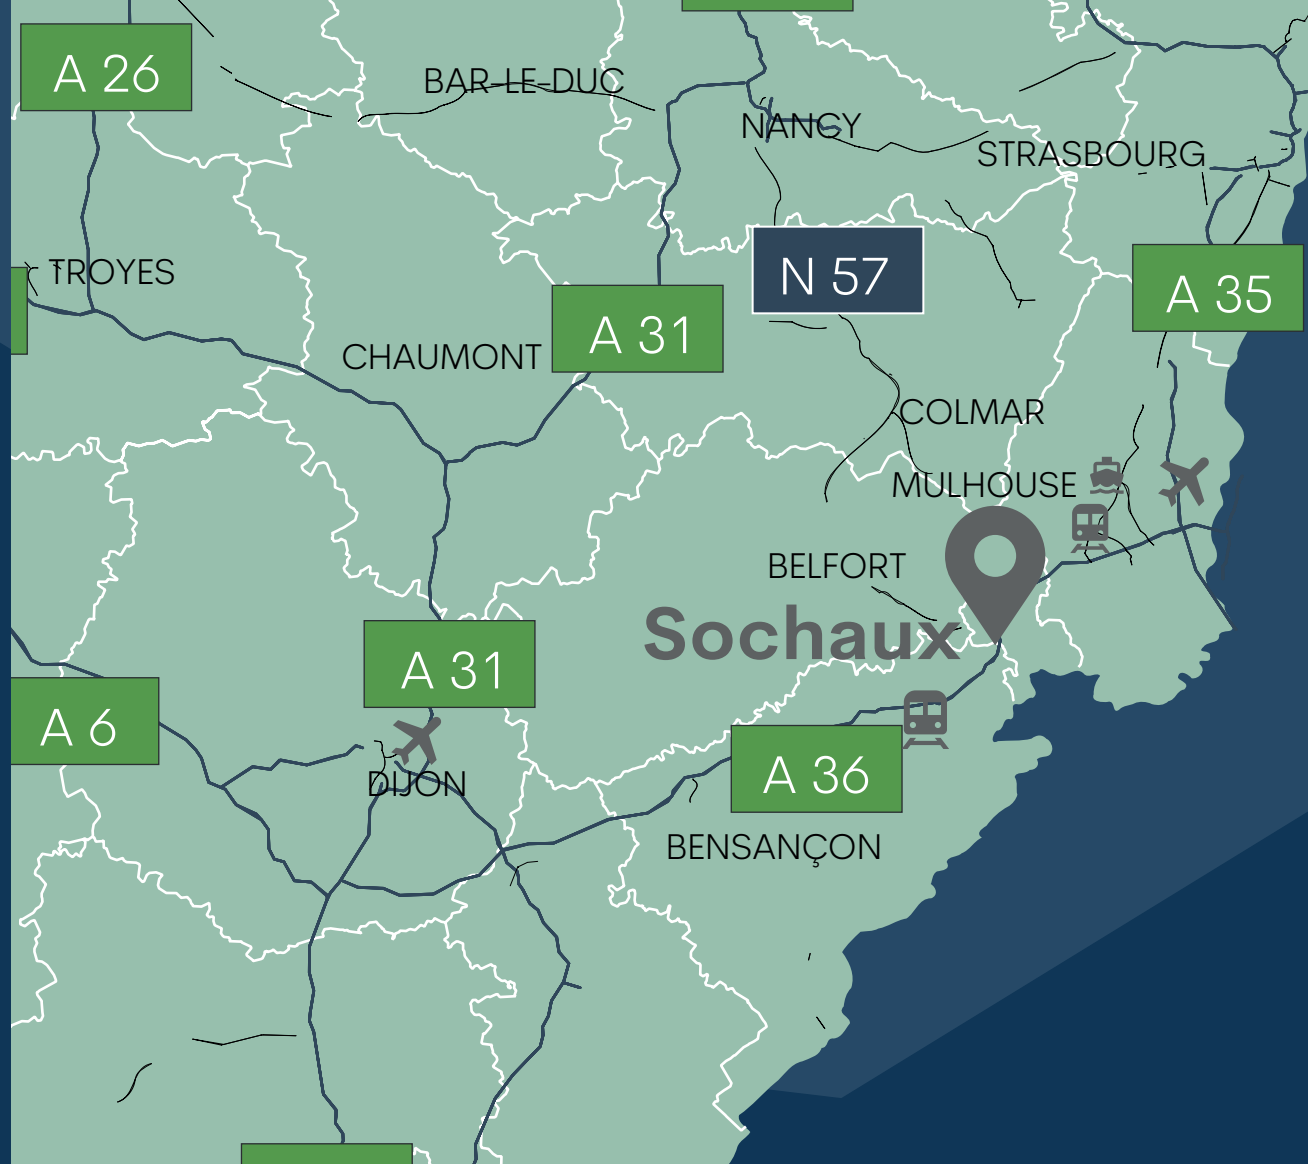 A 26
BAR-LE-DUC
NANCY
STRASBOURG
TROYES
N 57
A 35
A 31
CHAUMONT
COLMAR
MULHOUSE
BELFORT
Sochaux
A 31
A 6
A 36
DIJON
BENSANÇON